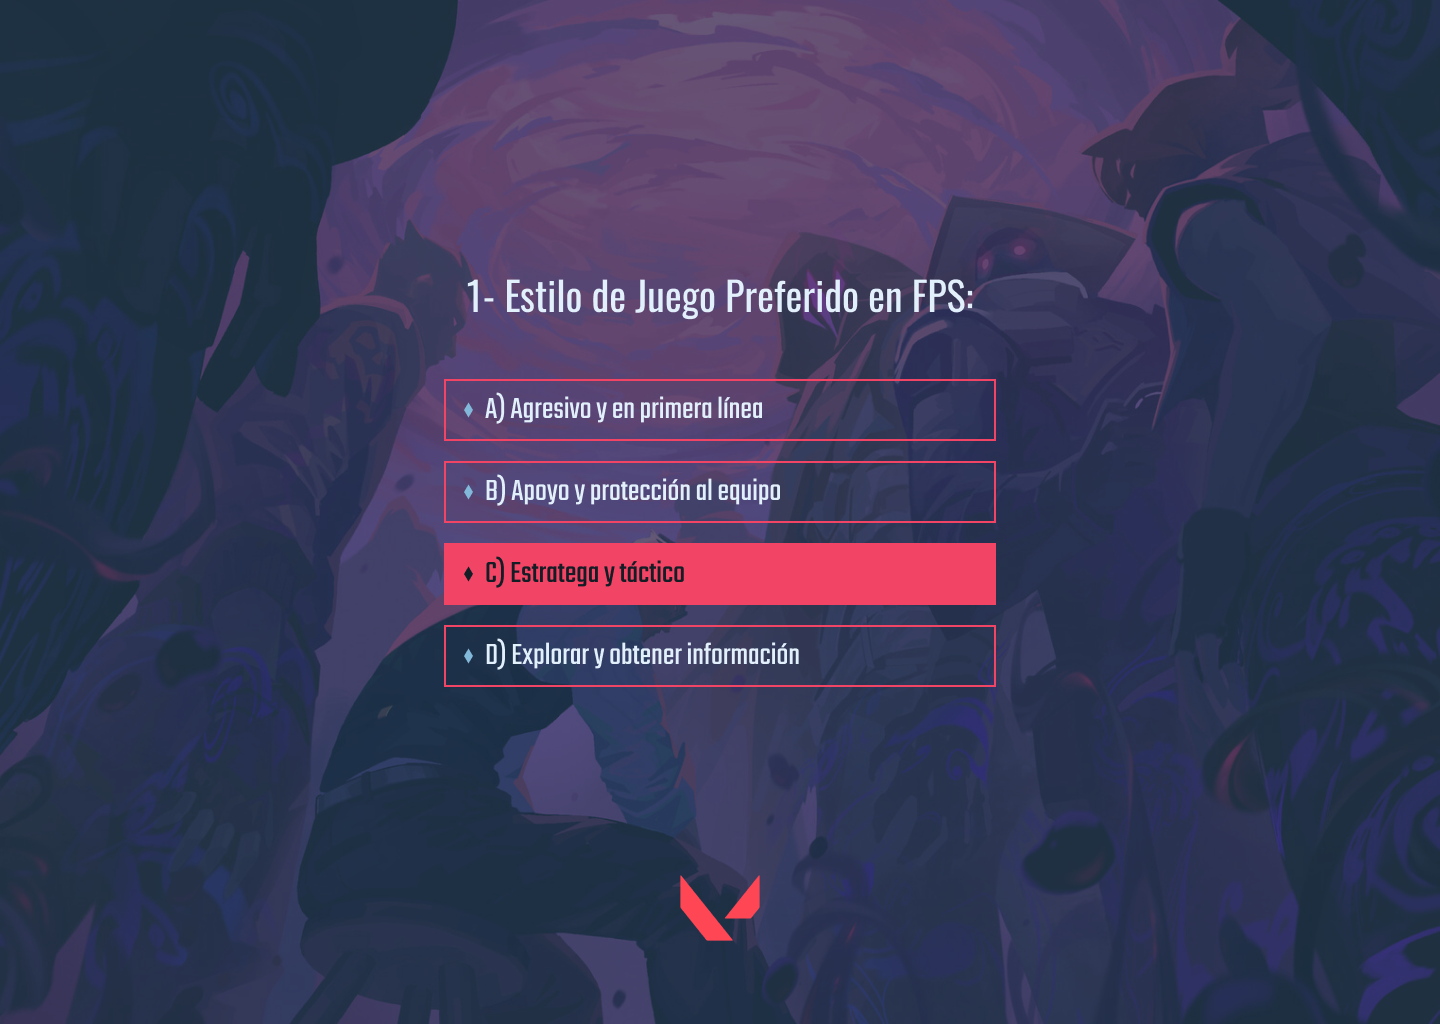 1- Estilo de Juego Preferido en FPS:
A) Agresivo y en primera línea
B) Apoyo y protección al equipo
C) Estratega y táctico
D) Explorar y obtener información